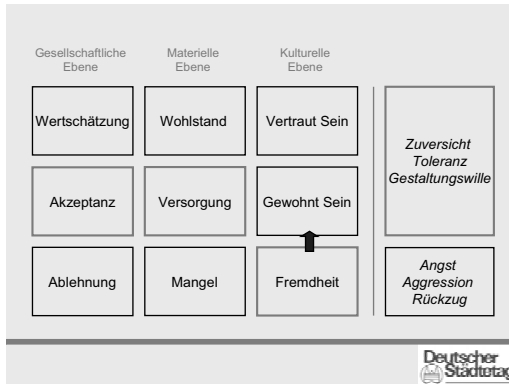 Gesellschaftliche
Ebene
Materielle
Ebene
Kulturelle
Ebene
Wertschätzung
Wohlstand
Vertraut Sein
Zuversicht
Toleranz
Gestaltungswille
Akzeptanz
Versorgung
Gewohnt Sein
Ablehnung
Mangel
Fremdheit
Angst
Aggression
Rückzug
Deutscher
Städtetag